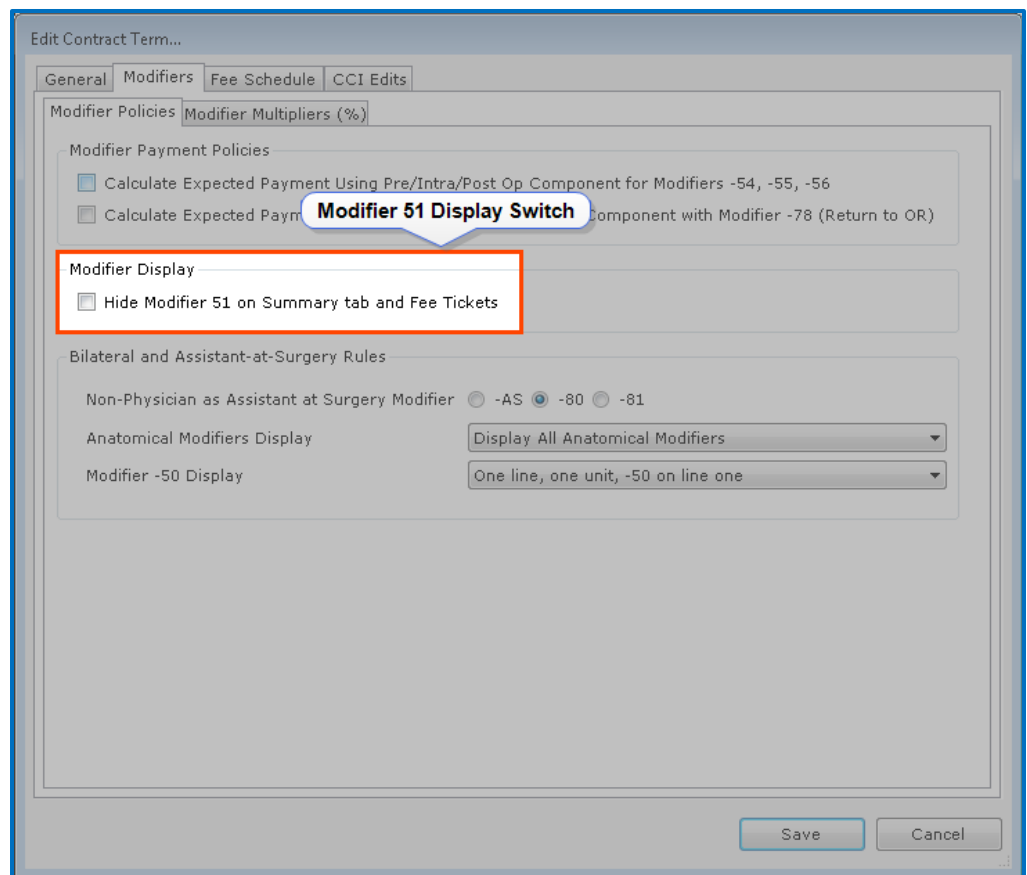 Edit Contract Term...
General Modifiers Fee Schedule CCI Edits
Modifier Policies Modifier Multipliers (%)
Modifier Payment Policies
Calculate Expected Payment Using Pre/Intra/Post Op Component for Modifiers -54, -55, -56
Calculate Expected Paym
Modifier 51 Display Switch
Component with Modifier -78 (Return to OR)
Modifier Display
Hide Modifier 51 on Summary tab and Fee Tickets
Bilateral and Assistant-at-Surgery Rules
Non-Physician as Assistant at Surgery Modifier -AS -80 -81
Anatomical Modifiers Display Display All Anatomical Modifiers
Modifier -50 Display One line, one unit, -50 on line one
Save Cancel